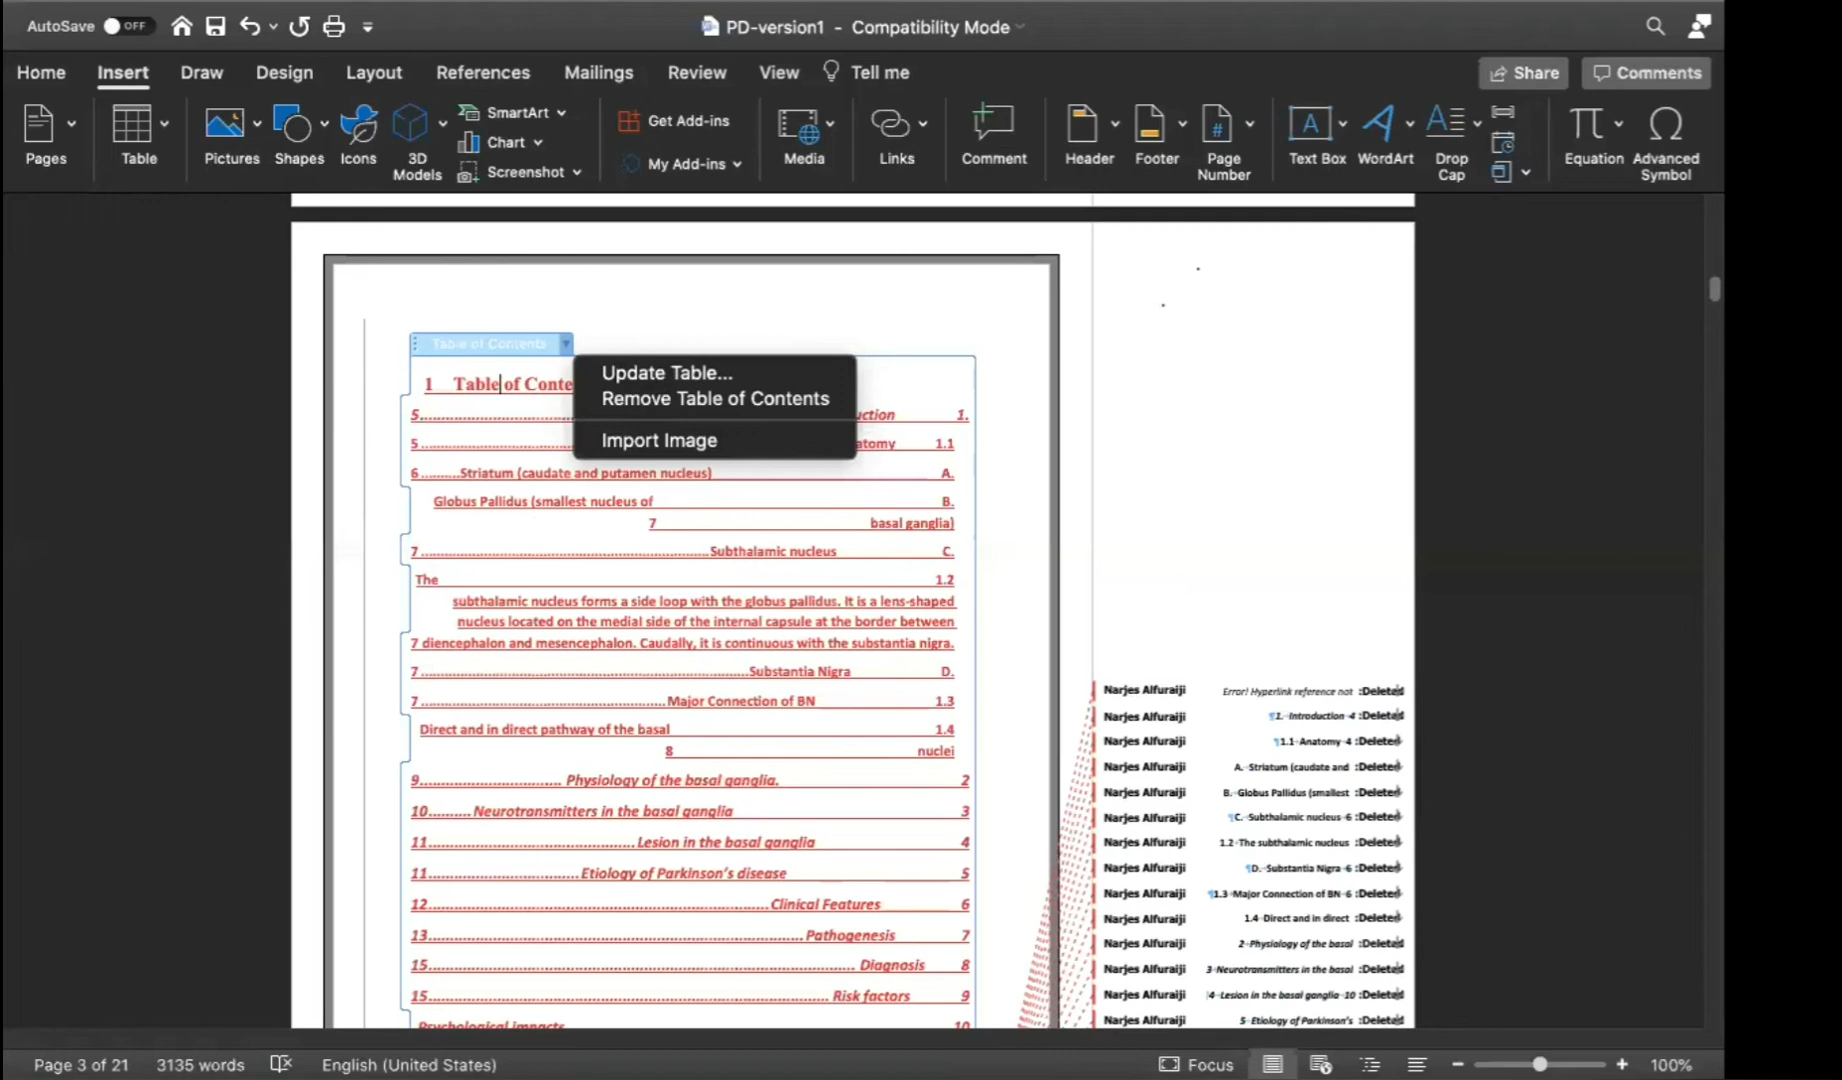 AutoSave OFF
PD-version1 - Compatibility Mode
Home Insert Draw Design Layout References Mailings Review View Tell me
Share Comments
Pages
Table
Pictures
Shapes
Icons
3D
Models
SmartArt
Chart
Screenshot
Get Add-ins
My Add-ins
Media
Links
Comment
Header
Footer
Page
Number
Text Box
WordArt
Drop
Cap
Equation
Advanced
Symbol
Table of Contents
Update Table...
Remove Table of Contents
Import Image
1 Table of Conte
5 uction 1.
5 atomy 1.1
6 Striatum (caudate and putamen nucleus) A.
Globus Pallidus (smallest nucleus of B.
7 basal ganglia)
7 Subthalamic nucleus C.
The 1.2
subthalamic nucleus forms a side loop with the globus pallidus. It is a lens-shaped
nucleus located on the medial side of the internal capsule at the border between
7 diencephalon and mesencephalon. Caudally, it is continuous with the substantia nigra.
7 Substantia Nigra D.
7 Major Connection of BN 1.3
Direct and in direct pathway of the basal 1.4
8 nuclei
9 Physiology of the basal ganglia. 2
10 Neurotransmitters in the basal ganglia 3
11 Lesion in the basal ganglia 4
11 Etiology of Parkinson's disease 5
12 Clinical Features 6
13 Pathogenesis 7
15 Diagnosis 8
15 Risk factors 9
Psychological impacts 10
Narjes Alfuraiji Error! Hyperlink reference not :Deleted
Narjes Alfuraiji ¶1. Introduction 4 :Deleted
Narjes Alfuraiji ¶1.1 Anatomy 4 :Deleted
Narjes Alfuraiji A. Striatum (caudate and :Deleted
Narjes Alfuraiji B. Globus Pallidus (smallest :Deleted
Narjes Alfuraiji ¶C. Subthalamic nucleus 6 :Deleted
Narjes Alfuraiji 1.2 The subthalamic nucleus :Deleted
Narjes Alfuraiji ¶D. Substantia Nigra 6 :Deleted
Narjes Alfuraiji ¶1.3 Major Connection of BN 6 :Deleted
Narjes Alfuraiji 1.4 Direct and in direct :Deleted
Narjes Alfuraiji 2 Physiology of the basal :Deleted
Narjes Alfuraiji 3 Neurotransmitters in the basal :Deleted
Narjes Alfuraiji 4 Lesion in the basal ganglia 10 :Deleted
Narjes Alfuraiji 5 Etiology of Parkinson's :Deleted
Page 3 of 21 3135 words English (United States) Focus 100%